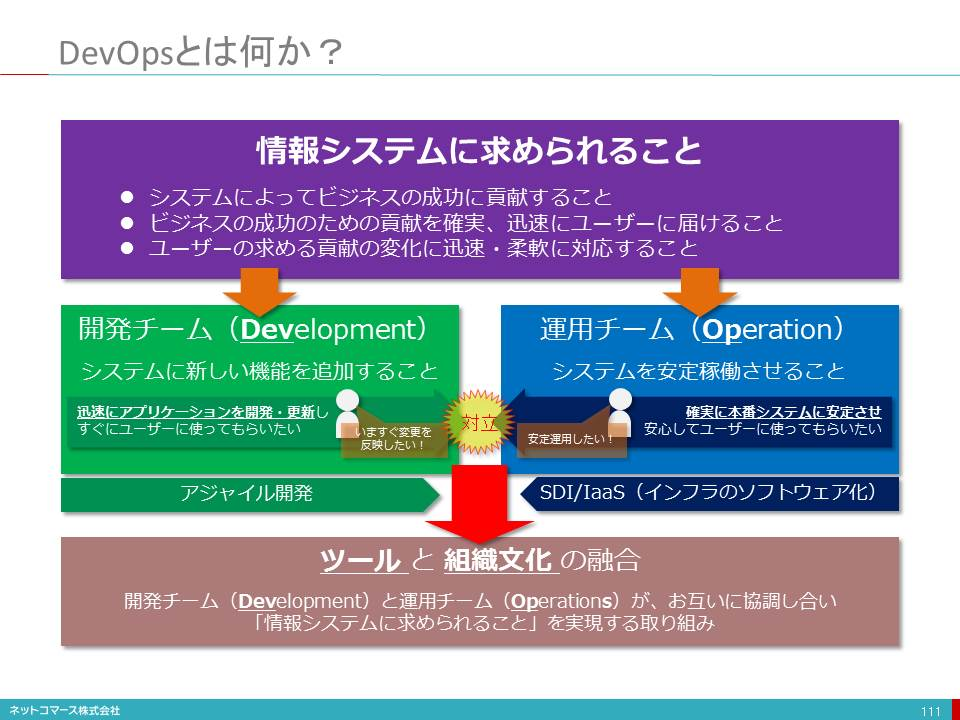 DevOpsとは何か？
情報システムに求められること
● システムによってビジネスの成功に貢献すること
● ビジネスの成功のための貢献を確実、迅速にユーザーに届けること
● ユーザーの求める貢献の変化に迅速・柔軟に対応すること
開発チーム（Development）
システムに新しい機能を追加すること
迅速にアプリケーションを開発・更新し
すぐにユーザーに使ってもらいたい
いますぐ変更を
反映したい！
対立
運用チーム（Operation）
システムを安定稼働させること
確実に本番システムに安定させ
安心してユーザーに使ってもらいたい
安定運用したい！
アジャイル開発
SDI/IaaS（インフラのソフトウェア化）
ツール と 組織文化 の融合
開発チーム（Development）と運用チーム（Operations）が、お互いに協調し合い
「情報システムに求められること」を実現する取り組み
ネットコマース株式会社
111